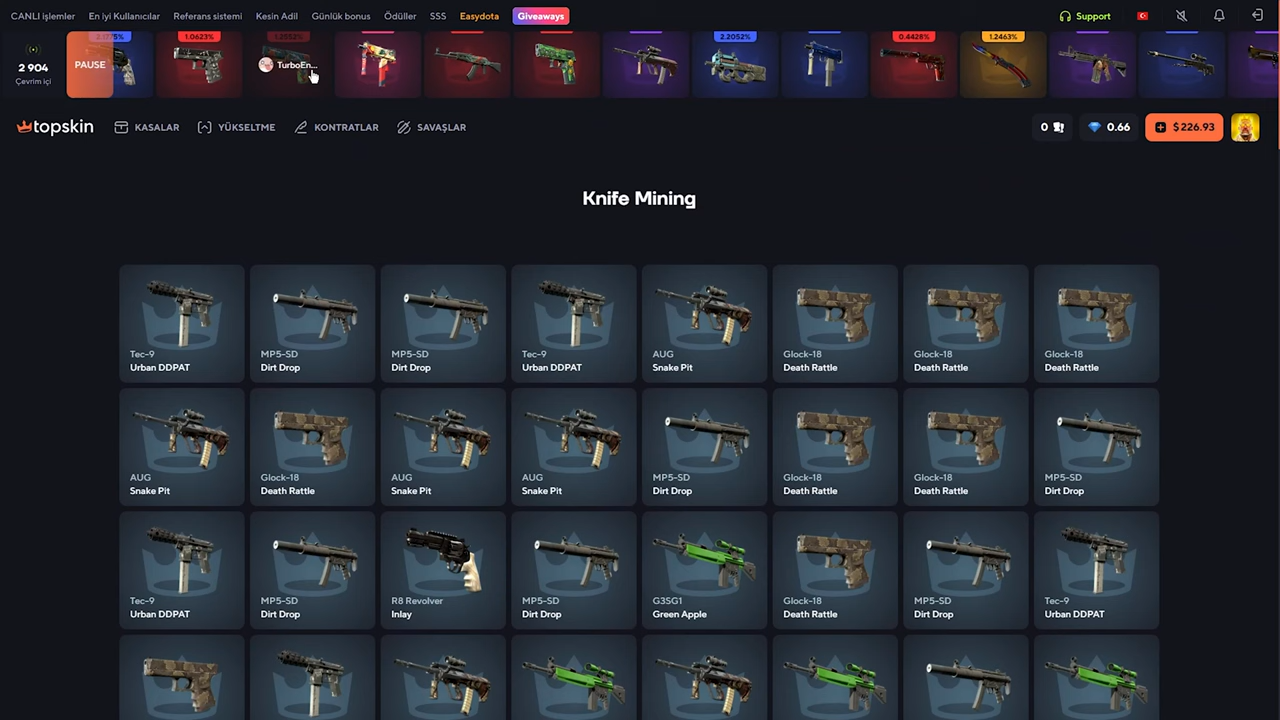 CANLI işlemler En iyi Kullanıcılar Referans sistemi Kesin Adil Günlük bonus Ödüller SSS Easydota Giveaways Support
1.0623% 2.2052% 0.4428% 1.2463%
2 904
Çevrim içi
PAUSE
TurboEn...
topskin KASALAR YÜKSELTME KONTRATLAR SAVAŞLAR 0 0.66 $226.93
Knife Mining
Tec-9 MP5-SD MP5-SD Tec-9 AUG Glock-18 Glock-18 Glock-18
Urban DDPAT Dirt Drop Dirt Drop Urban DDPAT Snake Pit Death Rattle Death Rattle Death Rattle
AUG Glock-18 AUG AUG MP5-SD Glock-18 Glock-18 MP5-SD
Snake Pit Death Rattle Snake Pit Snake Pit Dirt Drop Death Rattle Death Rattle Dirt Drop
Tec-9 MP5-SD R8 Revolver MP5-SD G3SG1 Glock-18 MP5-SD Tec-9
Urban DDPAT Dirt Drop Inlay Dirt Drop Green Apple Death Rattle Dirt Drop Urban DDPAT